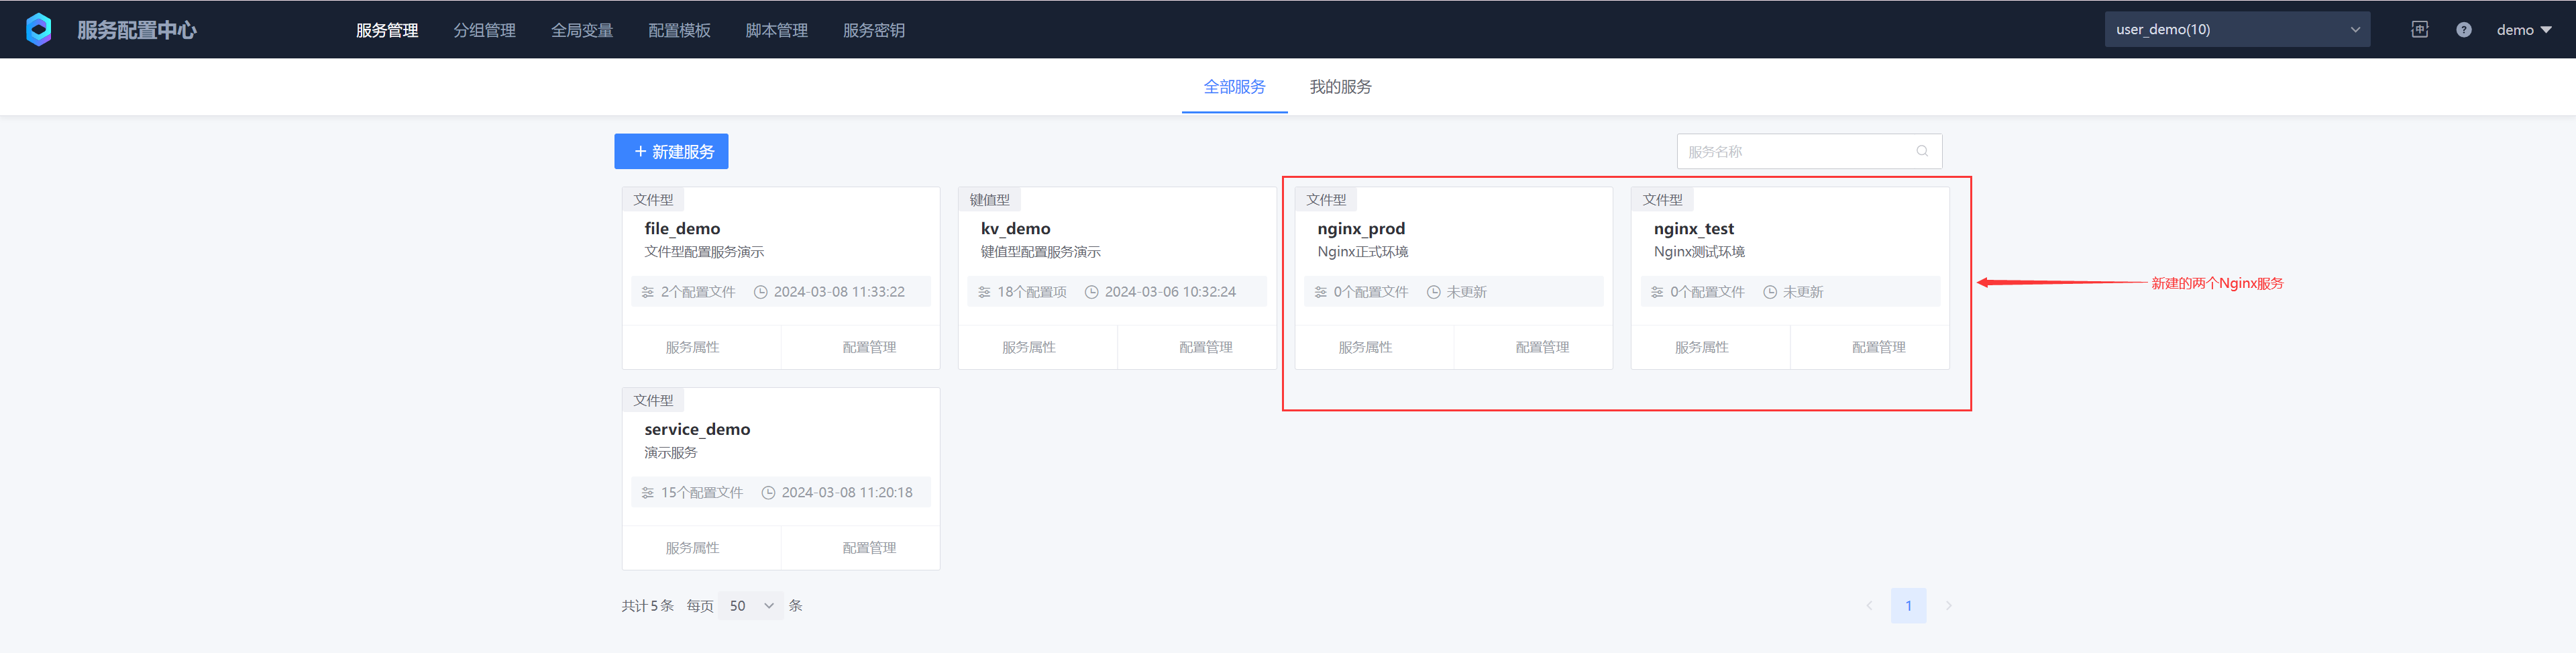 服务配置中心 服务管理 分组管理 全局变量 配置模板 脚本管理 服务密钥 user_demo(10) 中 ? demo
全部服务 我的服务
+ 新建服务 服务名称
文件型
file_demo
文件型配置服务演示
2个配置文件 2024-03-08 11:33:22
服务属性 配置管理
键值型
kv_demo
键值型配置服务演示
18个配置项 2024-03-06 10:32:24
服务属性 配置管理
文件型
nginx_prod
Nginx正式环境
0个配置文件 未更新
服务属性 配置管理
文件型
nginx_test
Nginx测试环境
0个配置文件 未更新
服务属性 配置管理
新建的两个Nginx服务
文件型
service_demo
演示服务
15个配置文件 2024-03-08 11:20:18
服务属性 配置管理
共计5条 每页 50 条 1